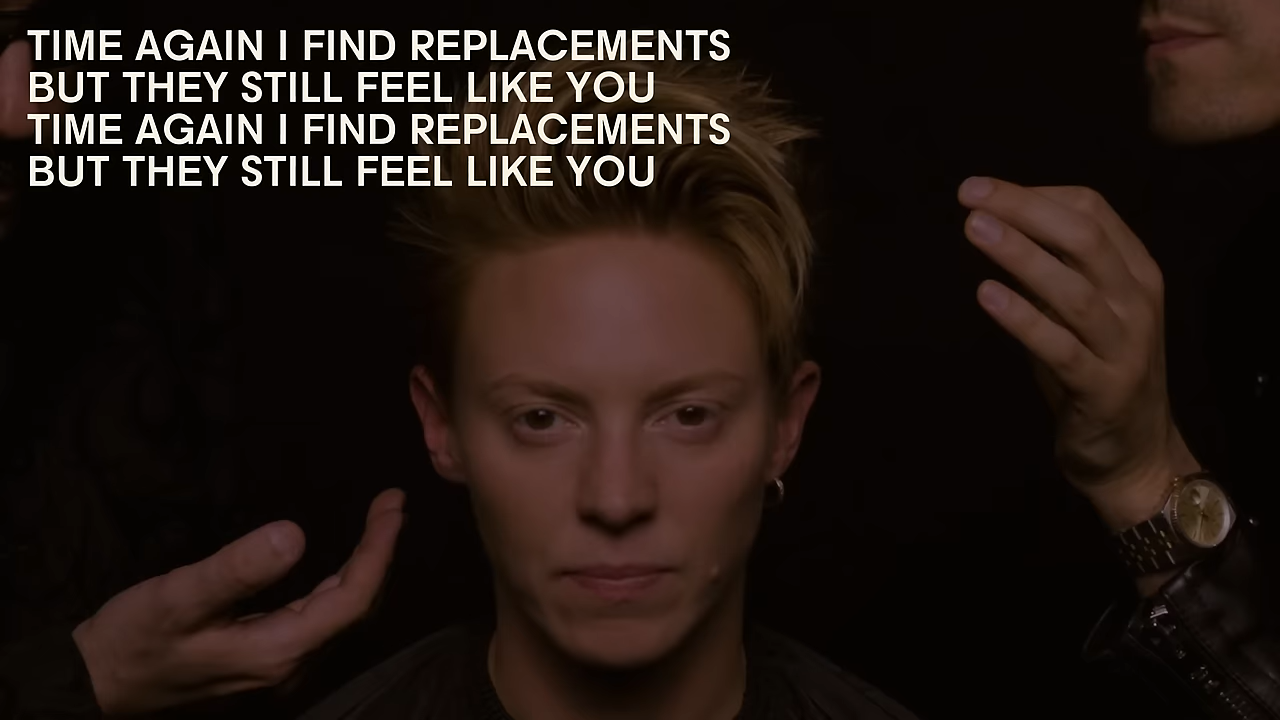 TIME AGAIN I FIND REPLACEMENTS
BUT THEY STILL FEEL LIKE YOU
TIME AGAIN I FIND REPLACEMENTS
BUT THEY STILL FEEL LIKE YOU